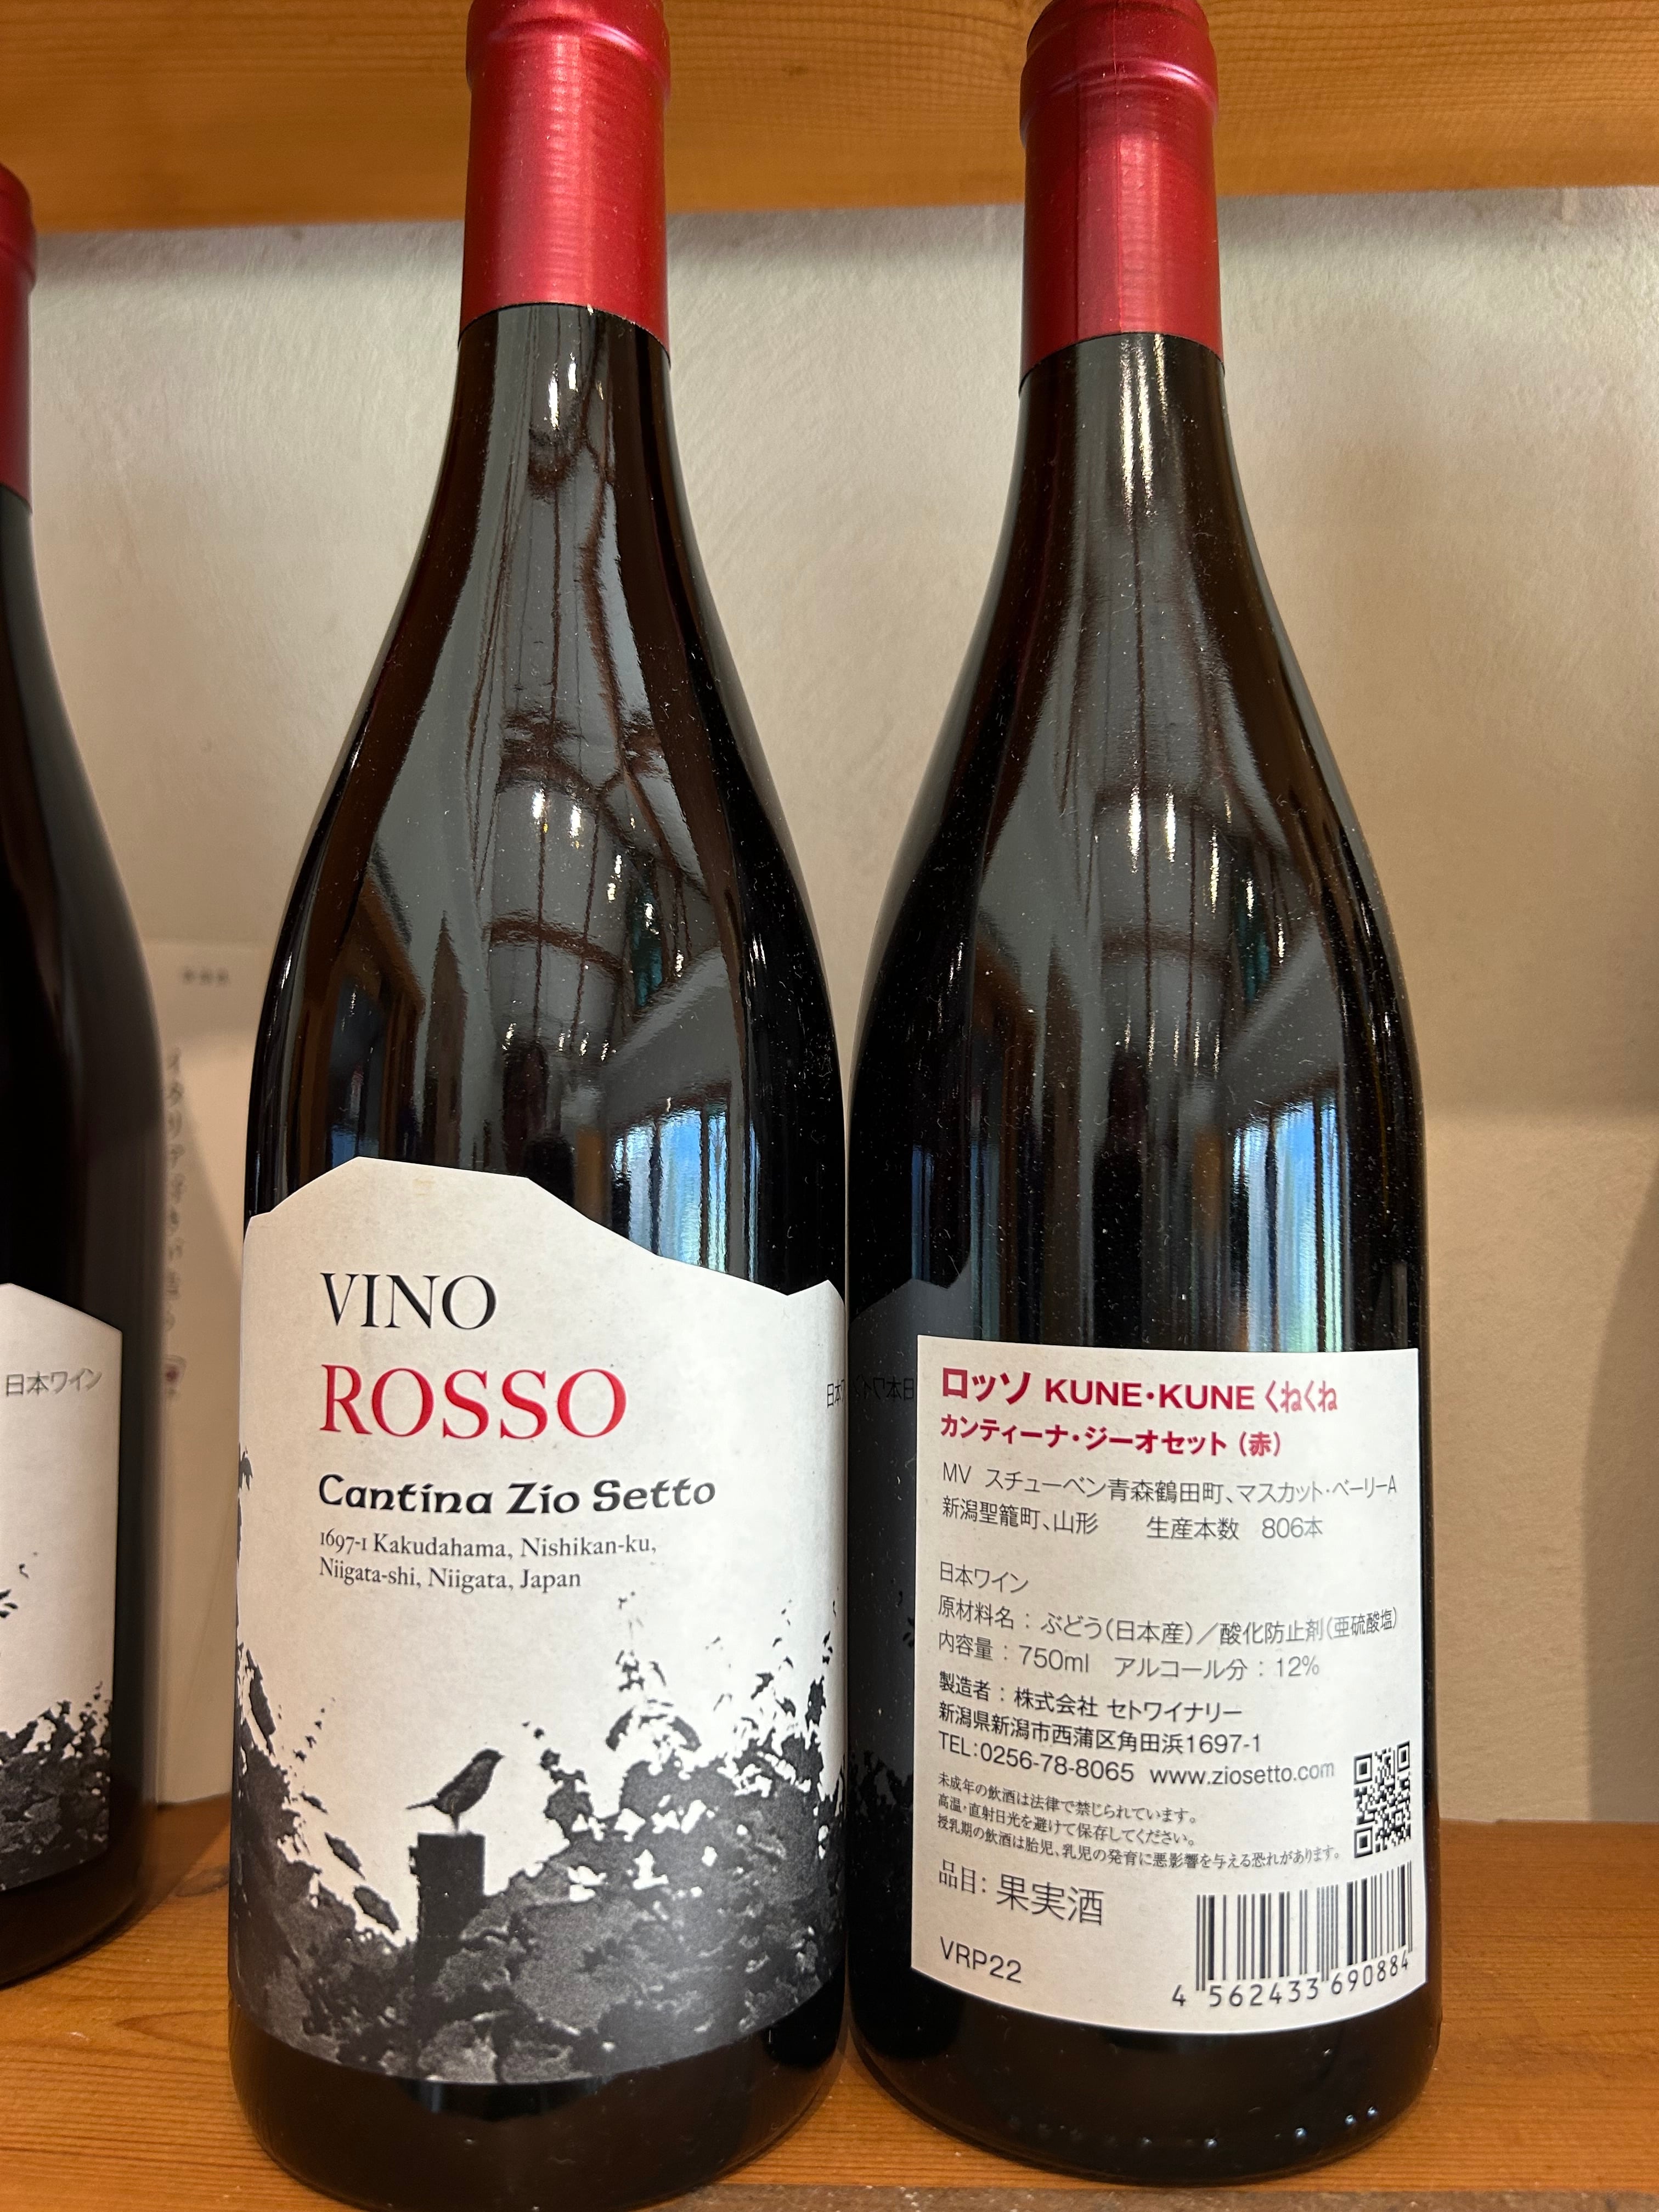 日本ワイン
VINO
ROSSO
Cantina Zio Setto
1697-1 Kakudahama, Nishikan-ku,
Niigata-shi, Niigata, Japan
ロッソ KUNE・KUNE くねくね
カンティーナ・ジーオセット（赤）
MV スチューベン青森鶴田町、マスカット・ベーリーA
新潟聖籠町、山形 生産本数 806本
日本ワイン
原材料名：ぶどう（日本産）／酸化防止剤（亜硫酸塩）
内容量：750ml アルコール分：12%
製造者：株式会社 セトワイナリー
新潟県新潟市西蒲区角田浜1697-1
TEL:0256-78-8065 www.ziosetto.com
未成年の飲酒は法律で禁じられています。
高温・直射日光を避けて保存してください。
授乳期の飲酒は胎児、乳児の発育に悪影響を与える恐れがあります。
品目：果実酒
VRP22
4 562433 690884